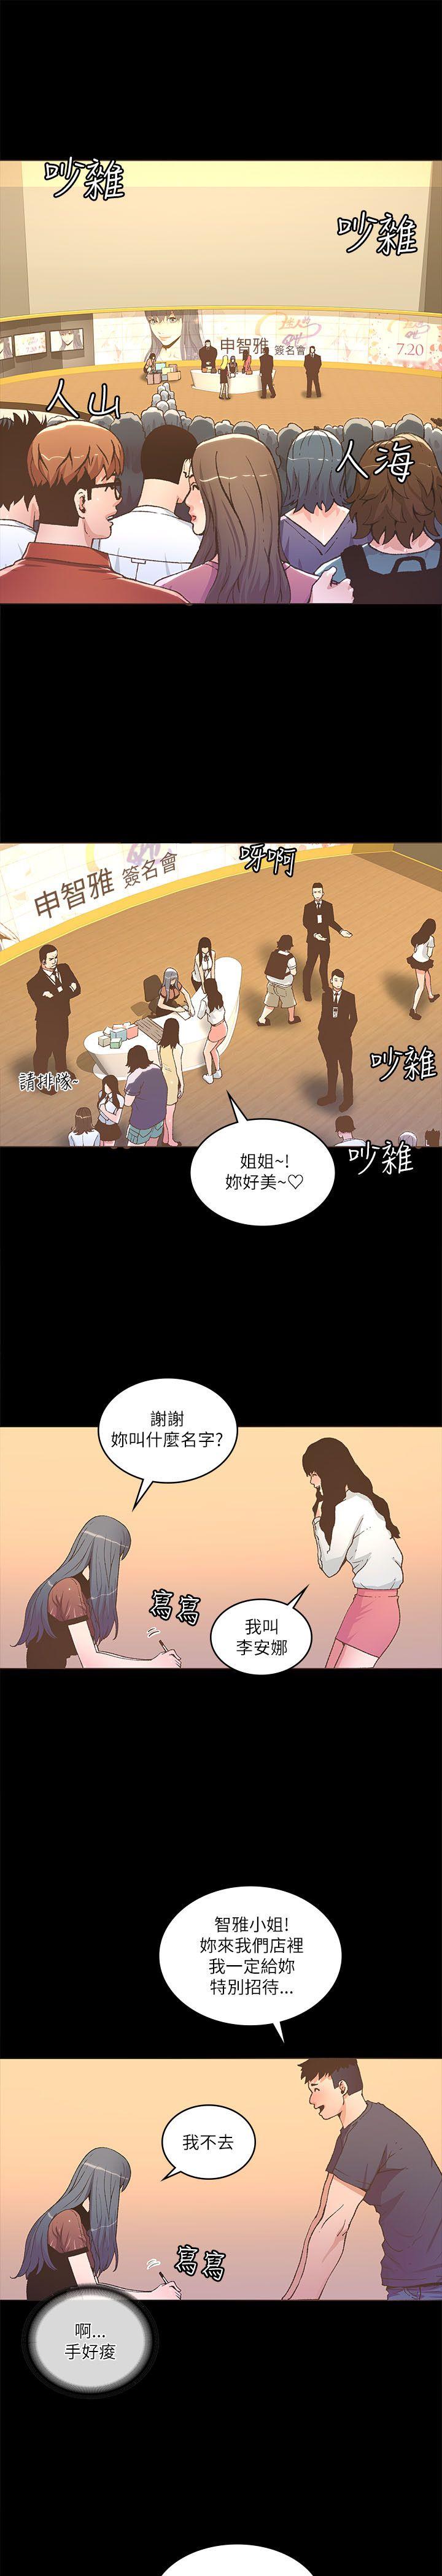 吵雜
吵雜
申智雅 簽名會
7.20
人山
人海
申智雅 簽名會
呀啊
請排隊~
吵雜
吵雜
姐姐~!
妳好美~♡
謝謝
妳叫什麼名字?
寫寫
我叫
李安娜
智雅小姐!
妳來我們店裡
我一定給妳
特別招待...
我不去
寫寫
啊...
手好痠